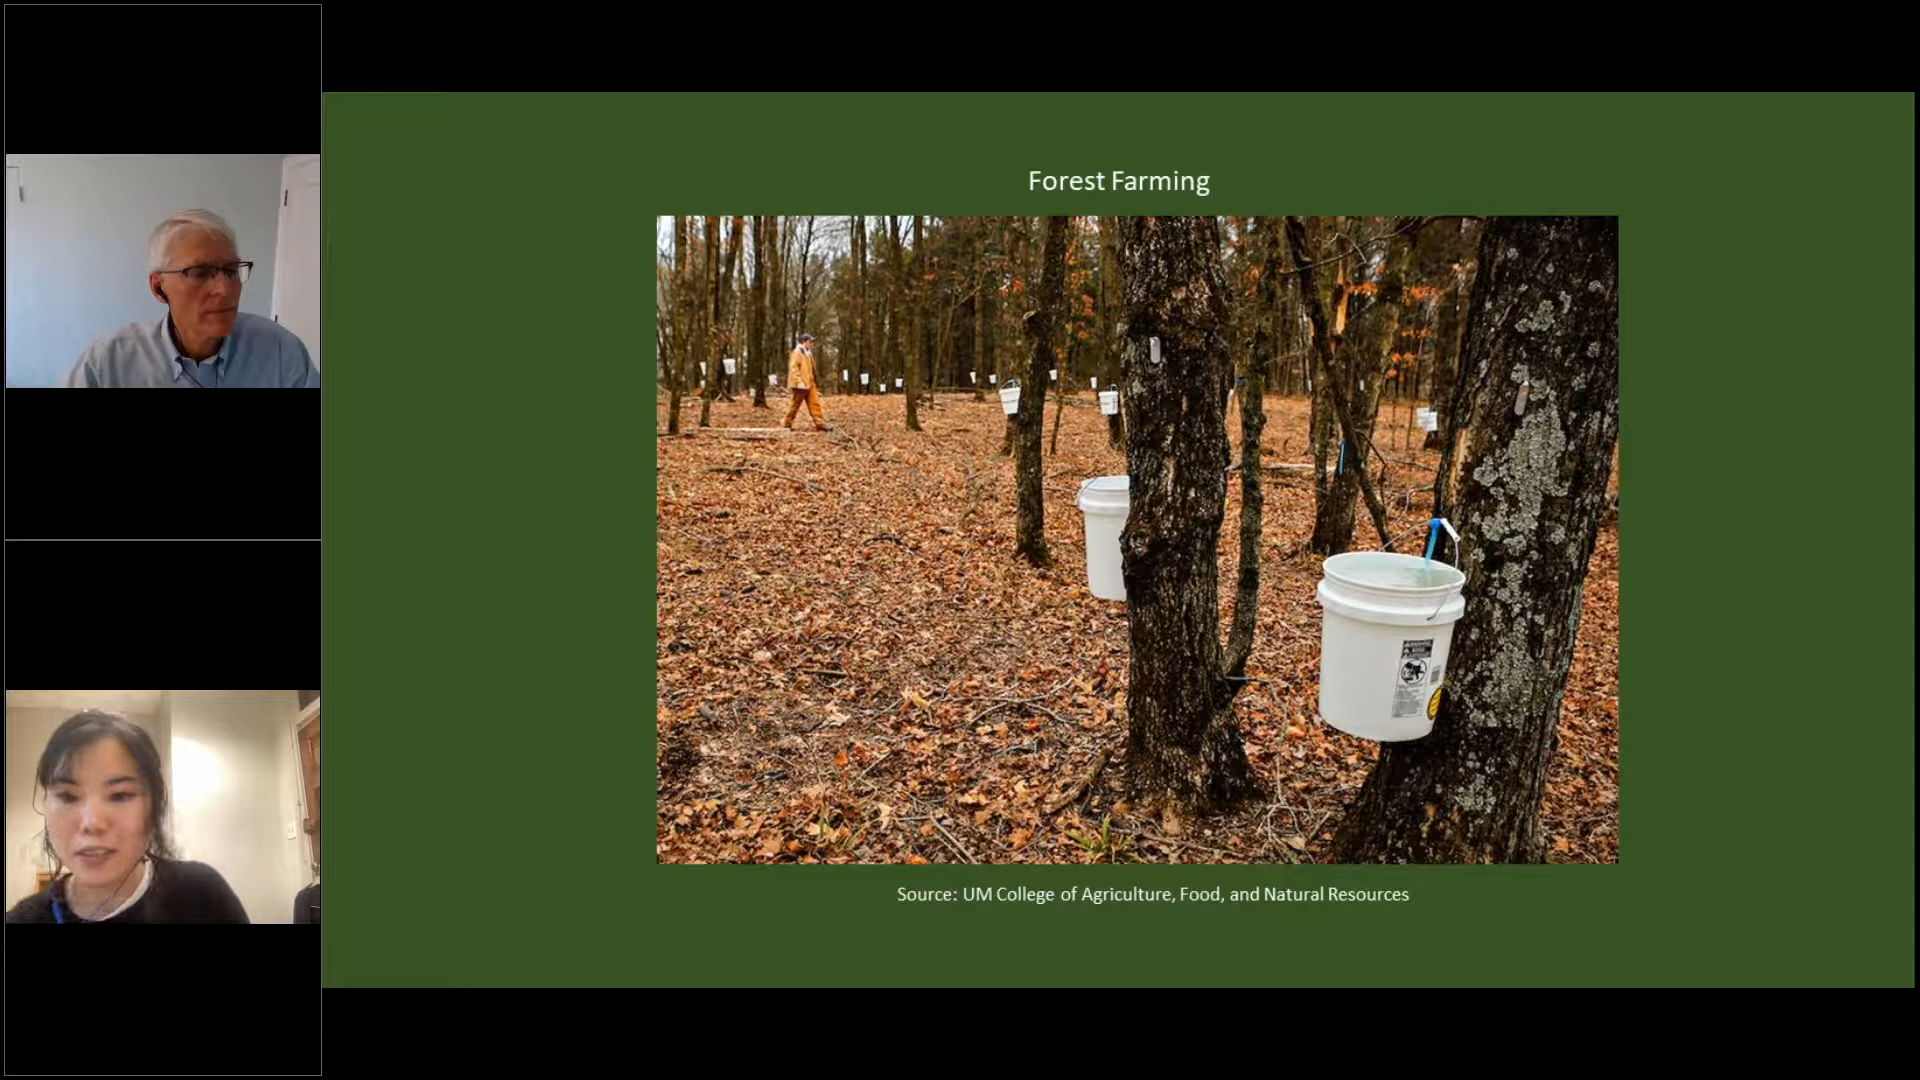 Forest Farming
Source: UM College of Agriculture, Food, and Natural Resources